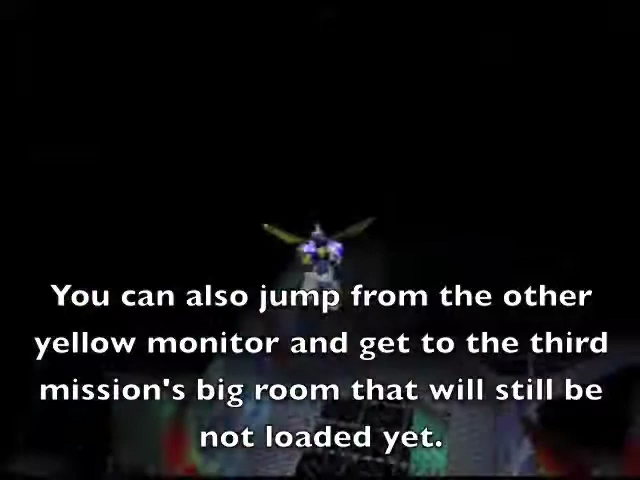 You can also jump from the other
yellow monitor and get to the third
mission's big room that will still be
not loaded yet.